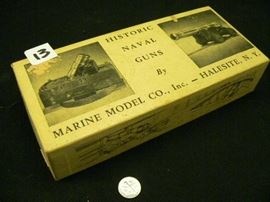 13
HISTORIC
NAVAL
GUNS
By
MARINE MODEL CO., Inc. — HALESITE, N. Y.